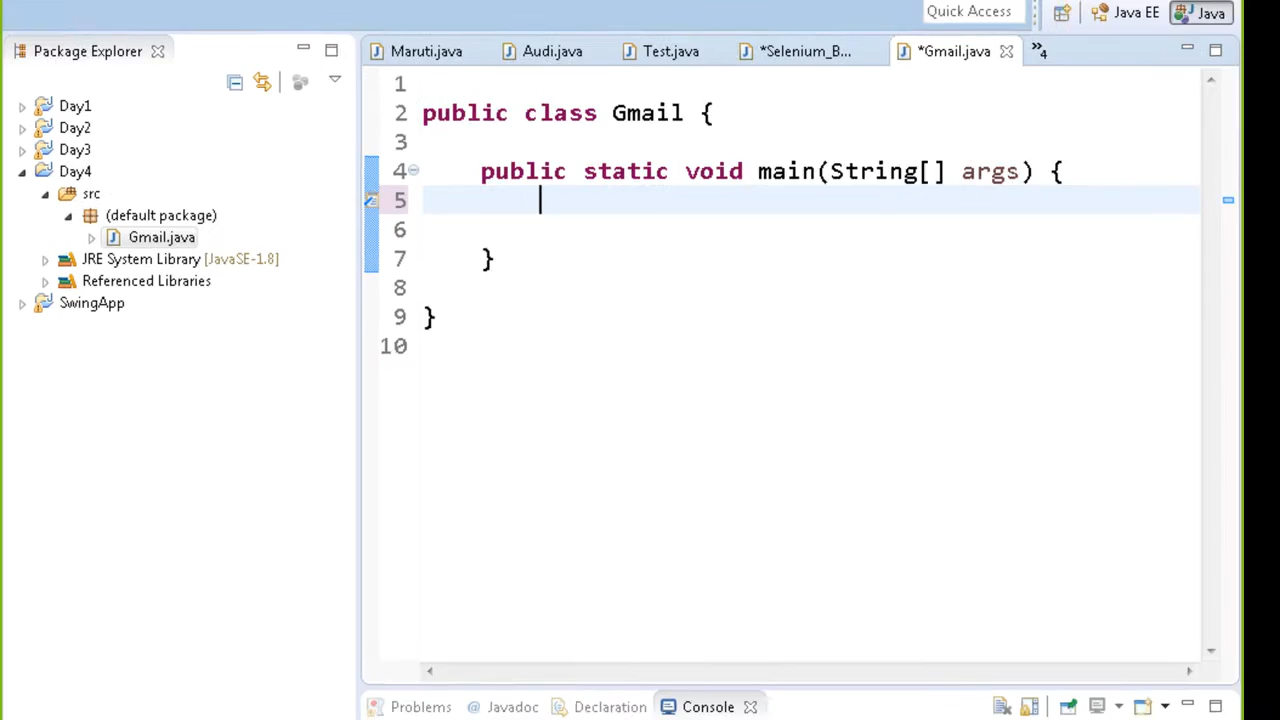 Quick Access
Java EE
Java
Package Explorer
Maruti.java
Audi.java
Test.java
*Selenium_B...
*Gmail.java
»4
Day1
Day2
Day3
Day4
src
(default package)
Gmail.java
JRE System Library [JavaSE-1.8]
Referenced Libraries
SwingApp
1
2 public class Gmail {
3
4 public static void main(String[] args) {
5
6
7 }
8
9 }
10
Problems
@ Javadoc
Declaration
Console